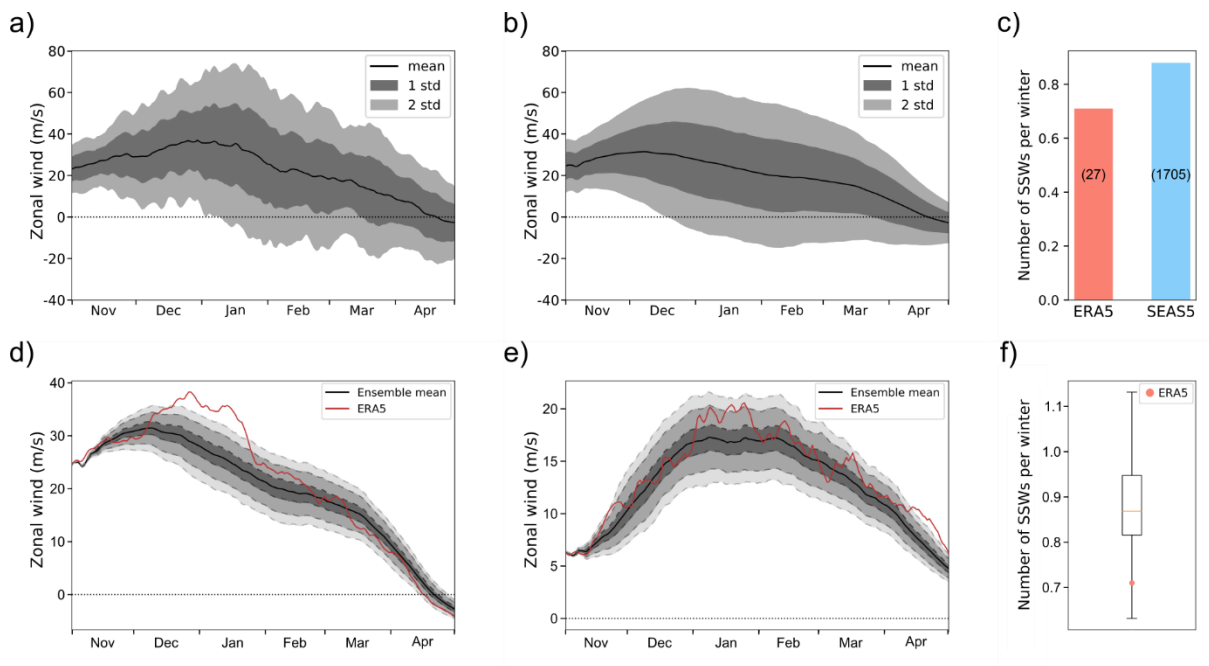 a)
80
60
40
20
0
-20
-40
Zonal wind (m/s)
mean
1 std
2 std
Nov Dec Jan Feb Mar Apr
b)
80
60
40
20
0
-20
-40
Zonal wind (m/s)
mean
1 std
2 std
Nov Dec Jan Feb Mar Apr
c)
Number of SSWs per winter
0.8
0.6
0.4
0.2
0.0
(27)
(1705)
ERA5 SEAS5
d)
40
30
20
10
0
Zonal wind (m/s)
Ensemble mean
ERA5
Nov Dec Jan Feb Mar Apr
e)
20
15
10
5
0
Zonal wind (m/s)
Ensemble mean
ERA5
Nov Dec Jan Feb Mar Apr
f)
Number of SSWs per winter
1.1
1.0
0.9
0.8
0.7
ERA5